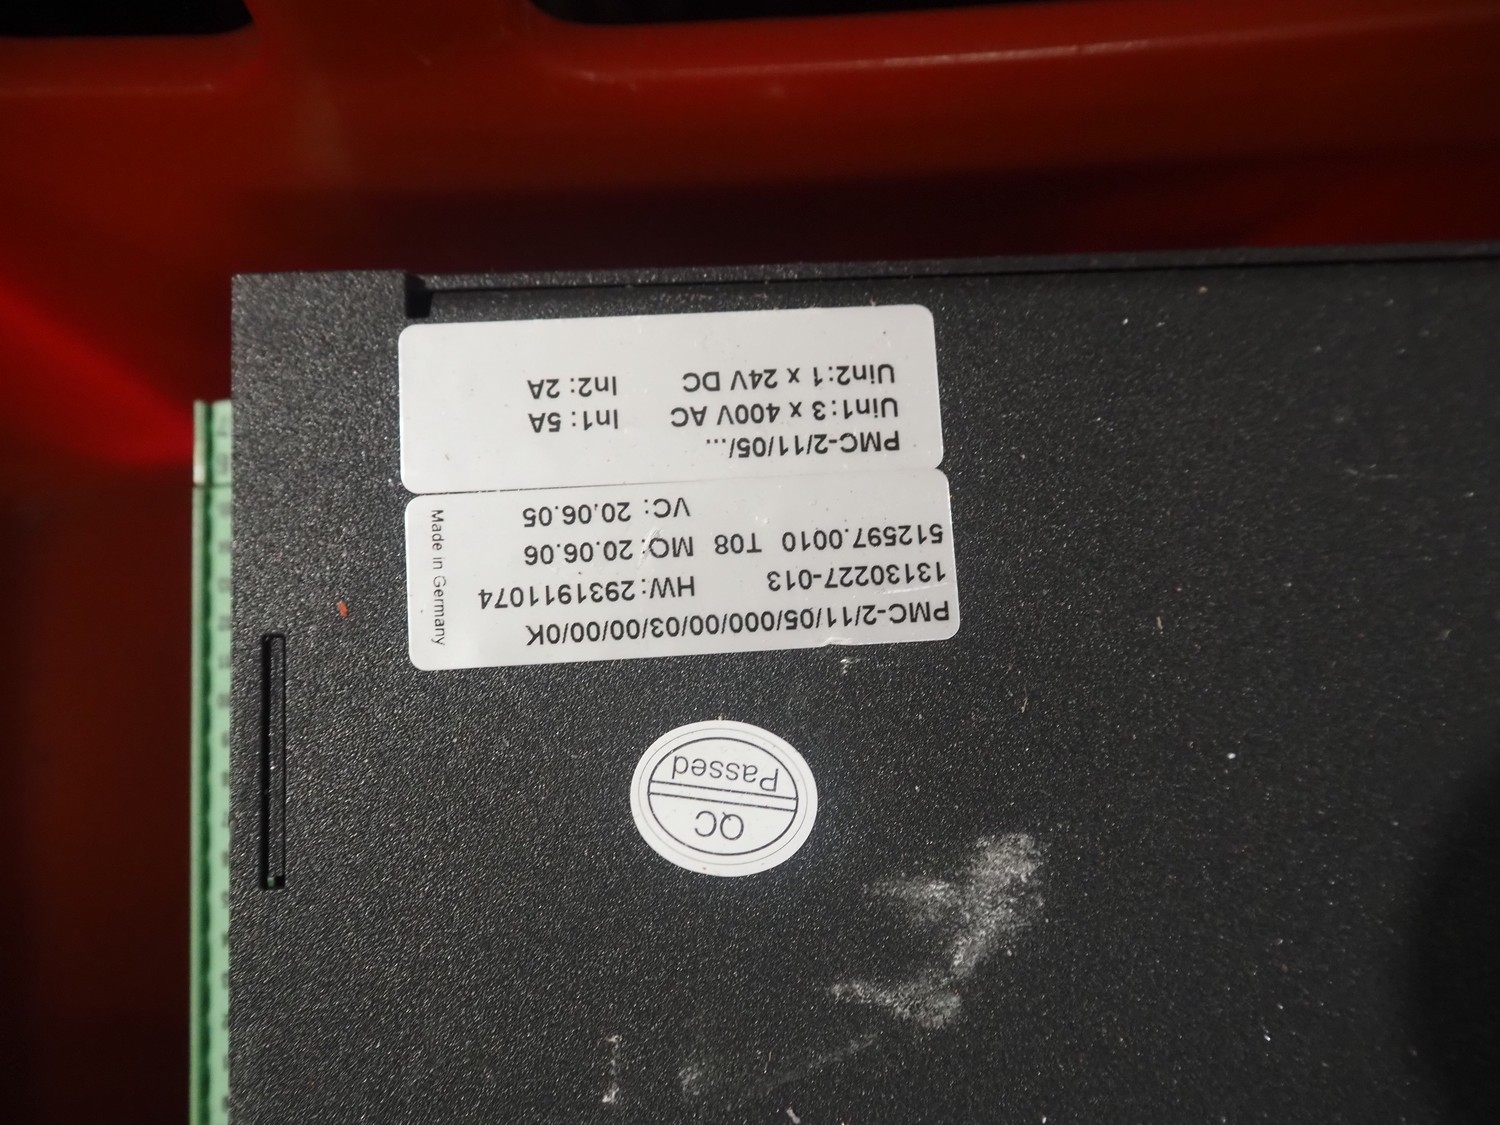 PMC-2/11/05/000/00/03/00/00/0K
13130227-013 HW:2931911074
512597.0010 T08 MO: 20.06.06
VC: 20.06.05
Made in Germany
PMC-2/11/05/...
Uin1:3 x 400V AC In1: 5A
Uin2:1 x 24V DC In2: 2A
QC
Passed